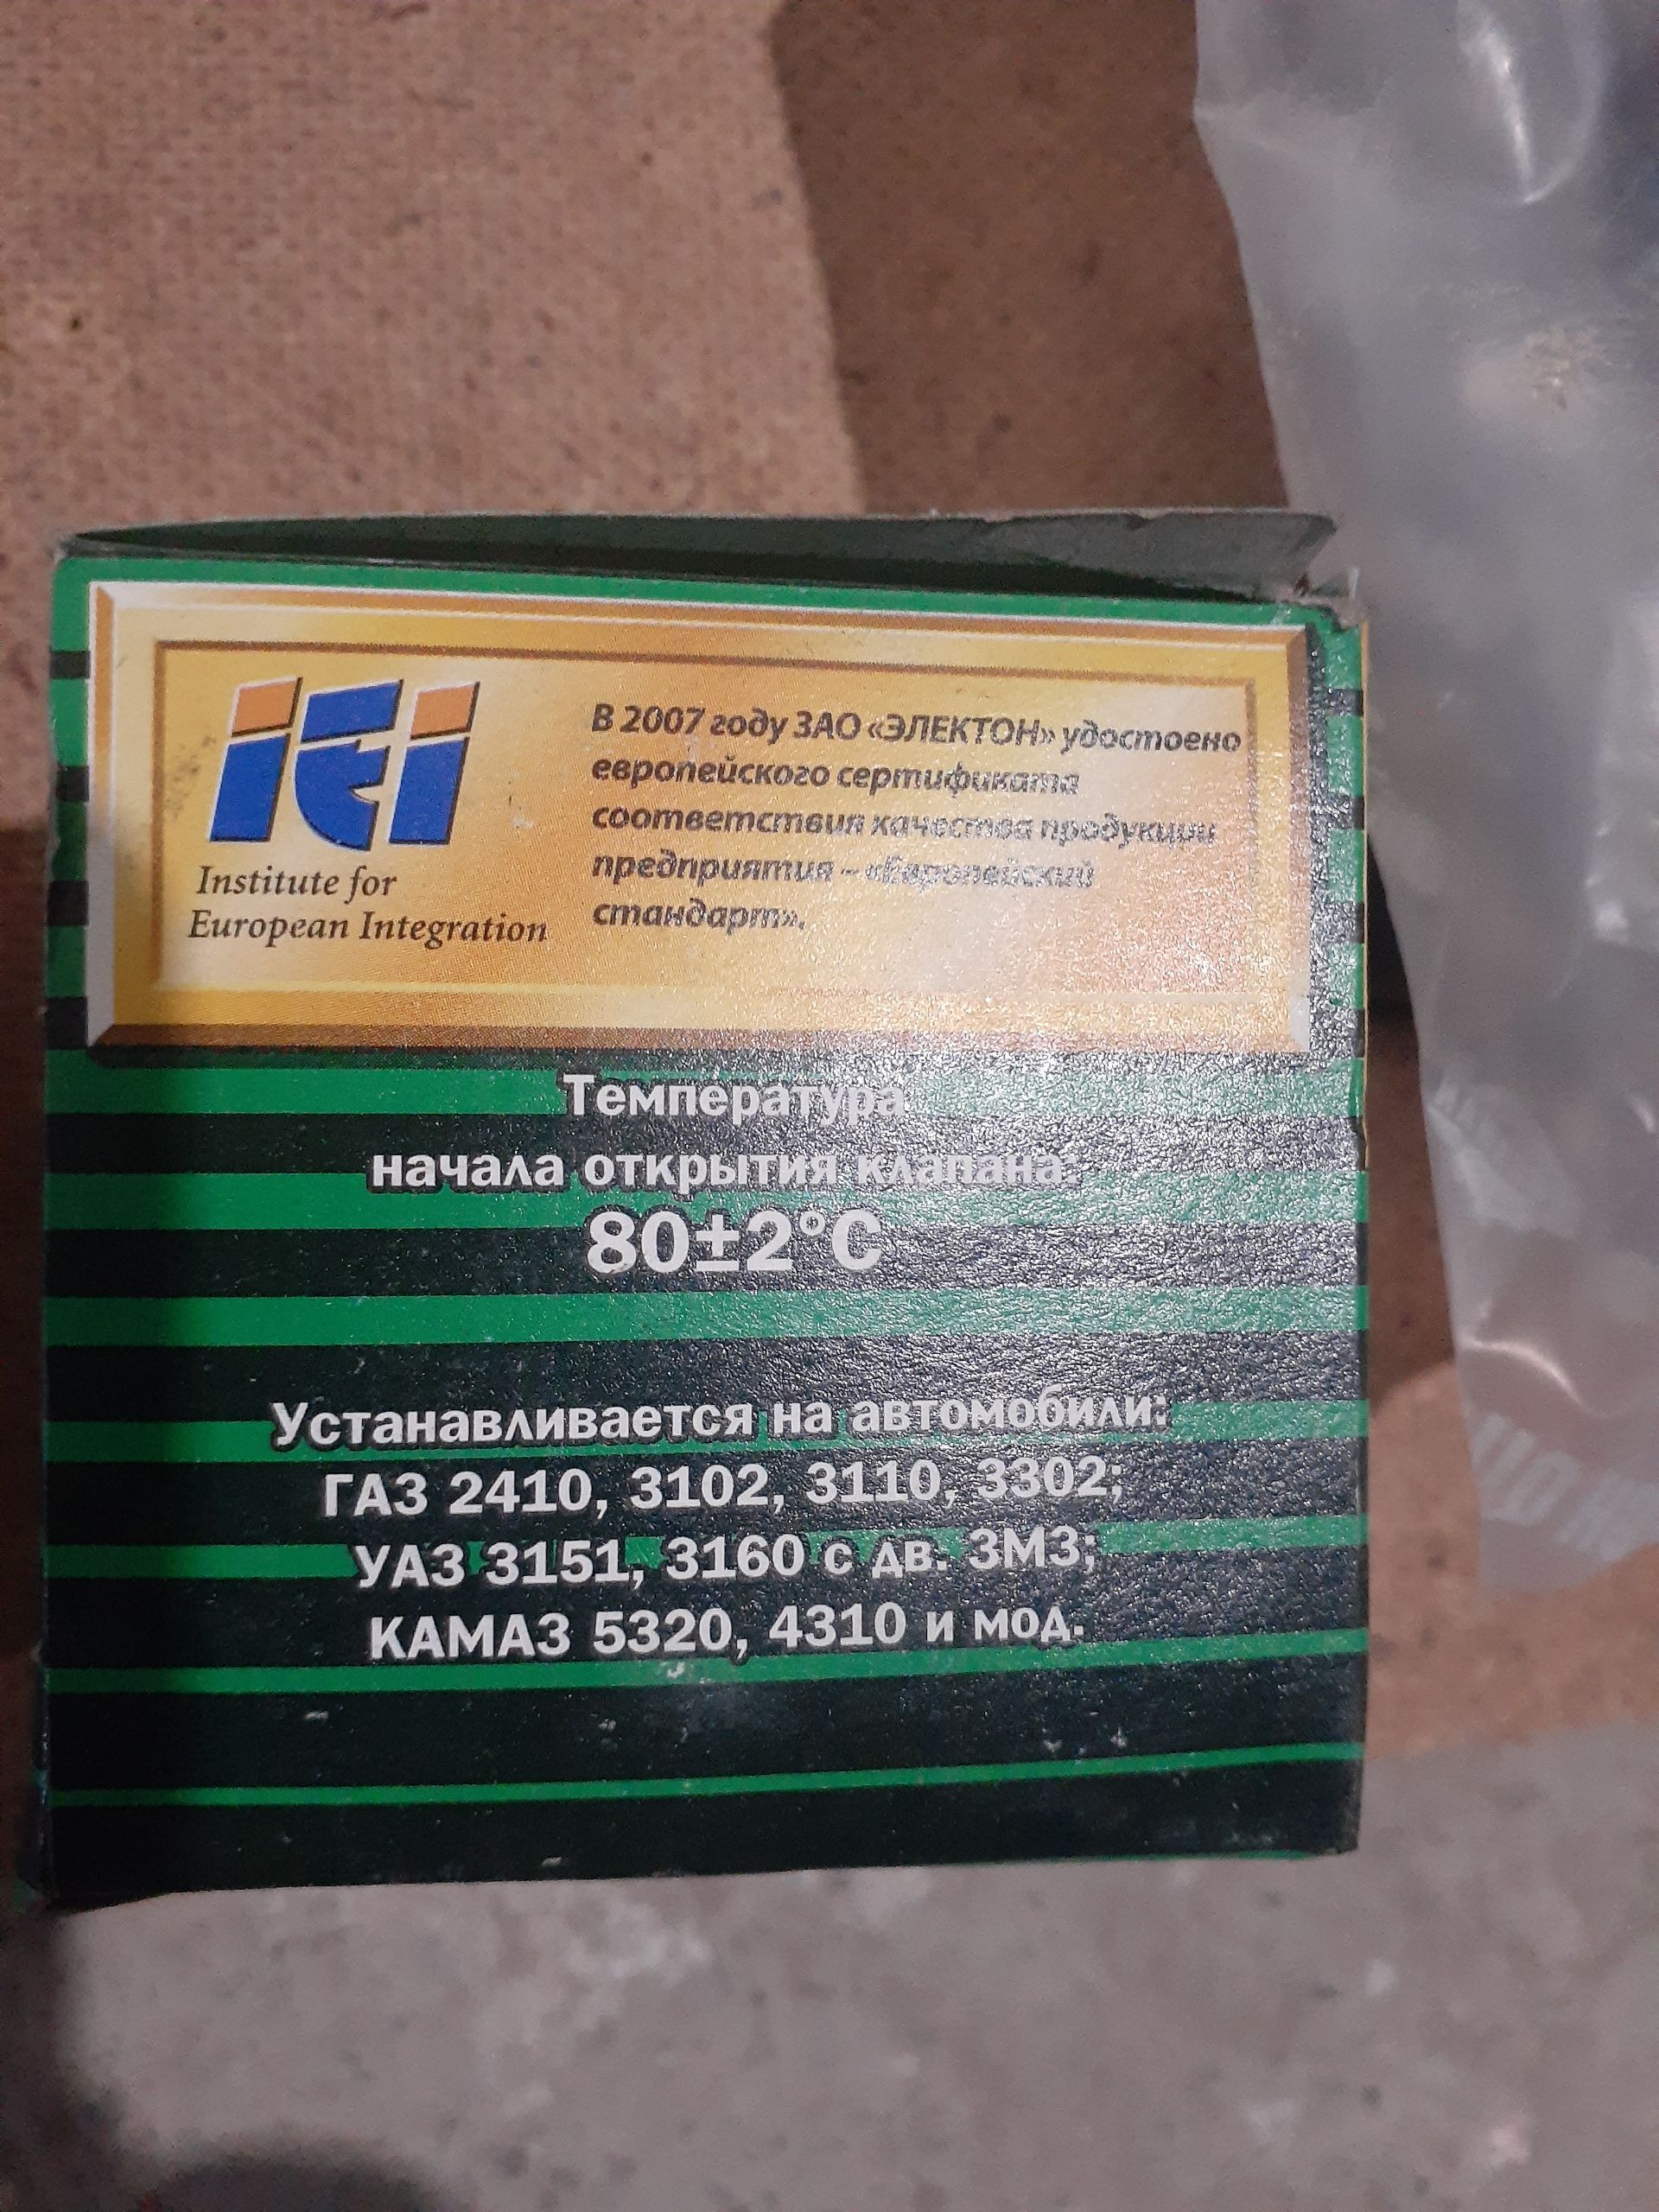 iei
Institute for
European Integration
В 2007 году ЗАО «ЭЛЕКТОН» удостоено
европейского сертификата
соответствия качества продукции
предприятия – «Европейский
стандарт».
Температура
начала открытия клапана:
80±2°С
Устанавливается на автомобили:
ГАЗ 2410, 3102, 3110, 3302;
УАЗ 3151, 3160 с дв. ЗМЗ;
КАМАЗ 5320, 4310 и мод.